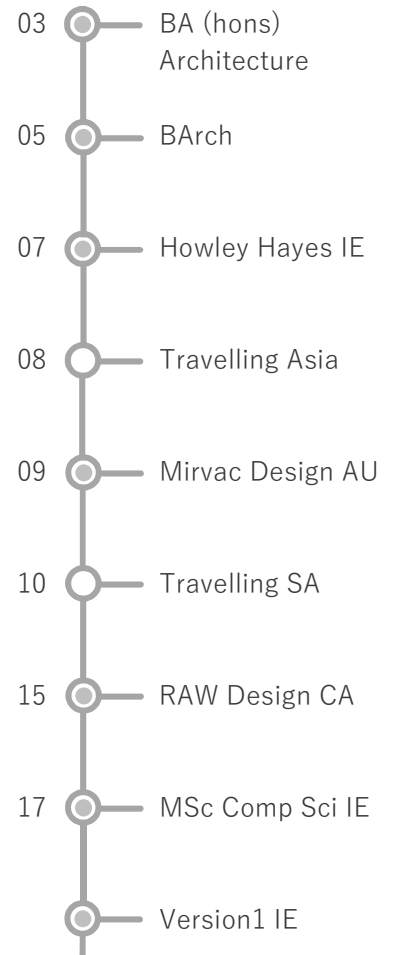 03 BA (hons)
Architecture
05 BArch
07 Howley Hayes IE
08 Travelling Asia
09 Mirvac Design AU
10 Travelling SA
15 RAW Design CA
17 MSc Comp Sci IE
Version1 IE